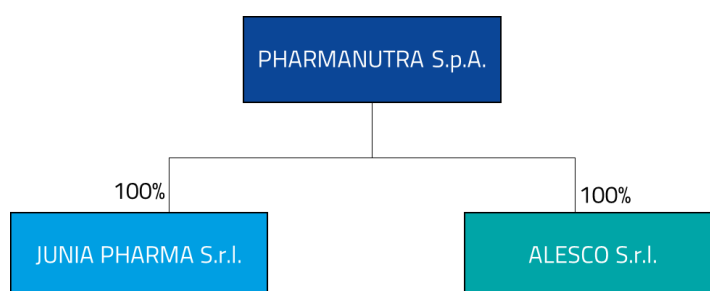 PHARMANUTRA S.p.A.
100%
100%
JUNIA PHARMA S.r.l.
ALESCO S.r.l.